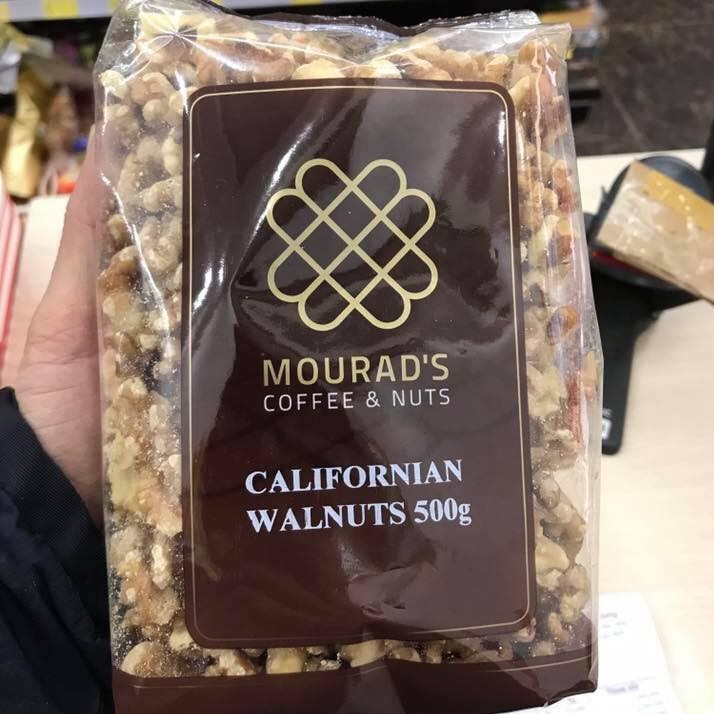 MOURAD'S
COFFEE & NUTS
CALIFORNIAN
WALNUTS 500g